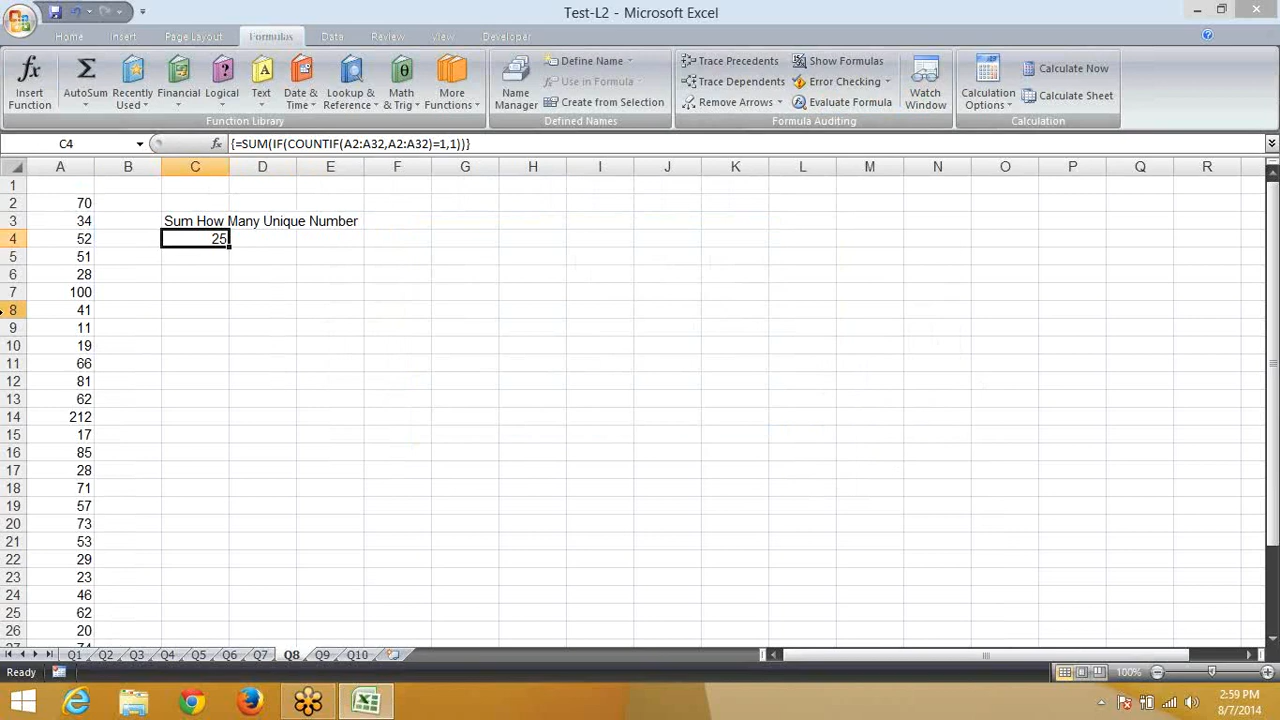 Test-L2 - Microsoft Excel
Home Insert Page Layout Formulas Data Review View Developer
Insert Function
AutoSum
Recently Used
Financial
Logical
Text
Date & Time
Lookup & Reference
Math & Trig
More Functions
Function Library
Name Manager
Define Name
Use in Formula
Create from Selection
Defined Names
Trace Precedents
Trace Dependents
Remove Arrows
Show Formulas
Error Checking
Evaluate Formula
Formula Auditing
Watch Window
Calculation Options
Calculate Now
Calculate Sheet
Calculation
C4 fx {=SUM(IF(COUNTIF(A2:A32,A2:A32)=1,1))}
A B C D E F G H I J K L M N O P Q R
1
2 70
3 34 Sum How Many Unique Number
4 52 25
5 51
6 28
7 100
8 41
9 11
10 19
11 66
12 81
13 62
14 212
15 17
16 85
17 28
18 71
19 57
20 73
21 53
22 29
23 23
24 46
25 62
26 20
Q1 Q2 Q3 Q4 Q5 Q6 Q7 Q8 Q9 Q10
Ready 100%
2:59 PM
8/7/2014